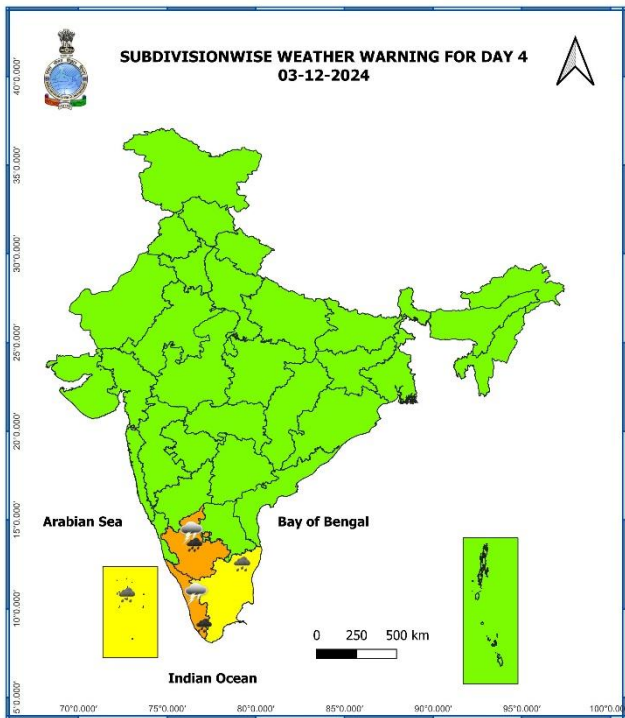 SUBDIVISIONWISE WEATHER WARNING FOR DAY 4
03-12-2024
40°0.000'
35°0.000'
30°0.000'
25°0.000'
20°0.000'
15°0.000'
10°0.000'
5°0.000'
Arabian Sea
Bay of Bengal
0 250 500 km
Indian Ocean
70°0.000' 75°0.000' 80°0.000' 85°0.000' 90°0.000' 95°0.000' 100°0.000'